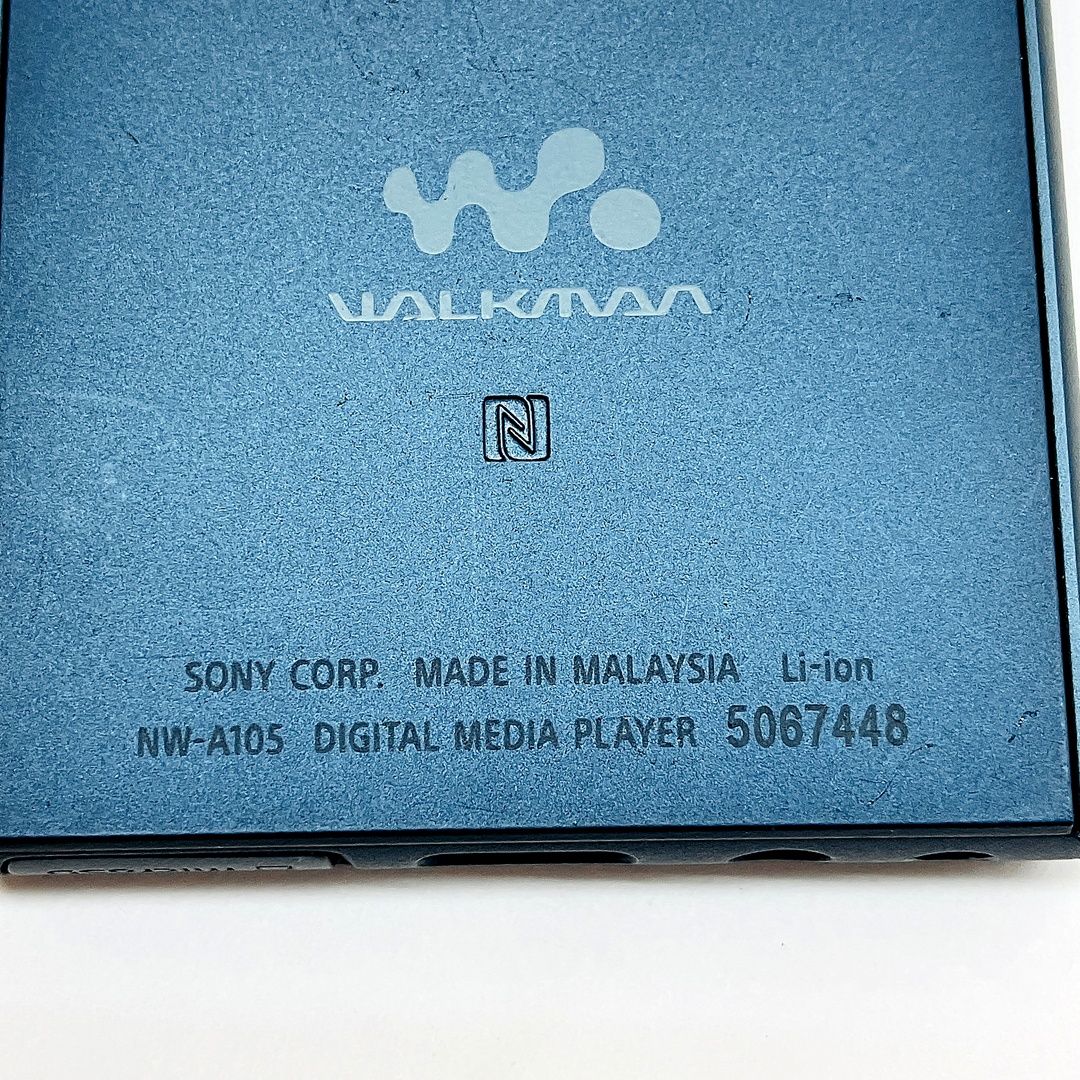 WALKMAN
N
SONY CORP. MADE IN MALAYSIA Li-ion
NW-A105 DIGITAL MEDIA PLAYER 5067448